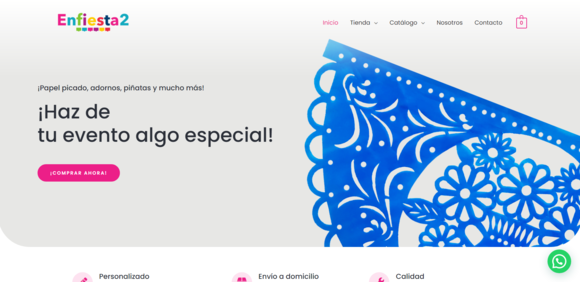 Enfiesta2
Inicio Tienda Catálogo Nosotros Contacto 0
¡Papel picado, adornos, piñatas y mucho más!
¡Haz de
tu evento algo especial!
¡COMPRAR AHORA!
Personalizado Envío a domicilio Calidad